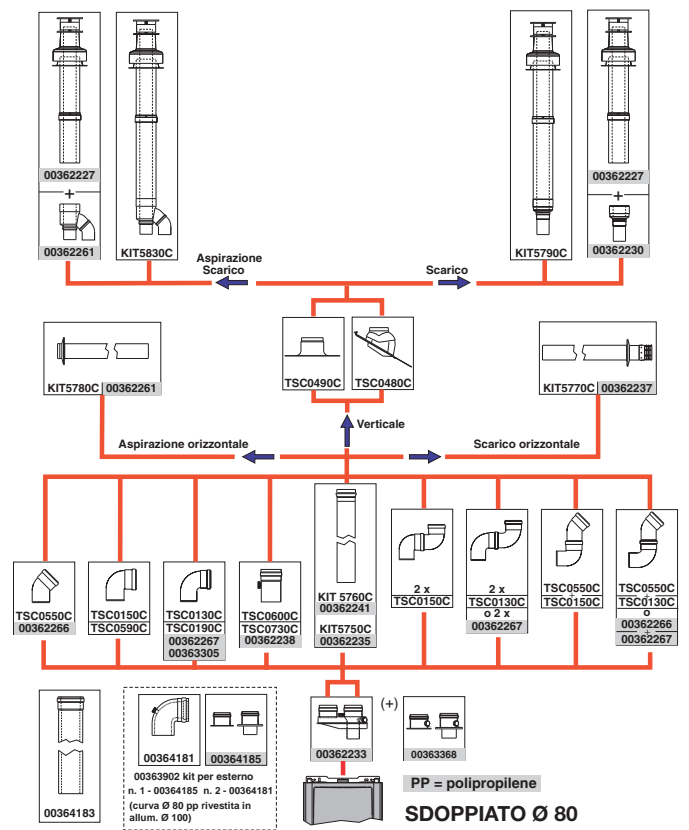 00362227
+
00362261
KIT5830C
KIT5790C
00362227
+
00362230
Aspirazione
Scarico
Scarico
KIT5780C 00362261
TSC0490C
TSC0480C
KIT5770C 00362237
Verticale
Aspirazione orizzontale
Scarico orizzontale
TSC0550C
00362266
TSC0150C
TSC0590C
TSC0130C
TSC0190C
00362267
00363305
TSC0600C
TSC0730C
00362238
KIT 5760C
00362241
KIT5750C
00362235
2 x
TSC0150C
2 x
TSC0130C
o 2 x
00362267
TSC0550C
+
TSC0150C
TSC0550C
+
TSC0130C
o
00362266
+
00362267
00364183
00364181
00364185
00363902 kit per esterno
n. 1 - 00364185 n. 2 - 00364181
(curva Ø 80 pp rivestita in
allum. Ø 100)
00362233
(+)
00363368
PP = polipropilene
SDOPPIATO Ø 80